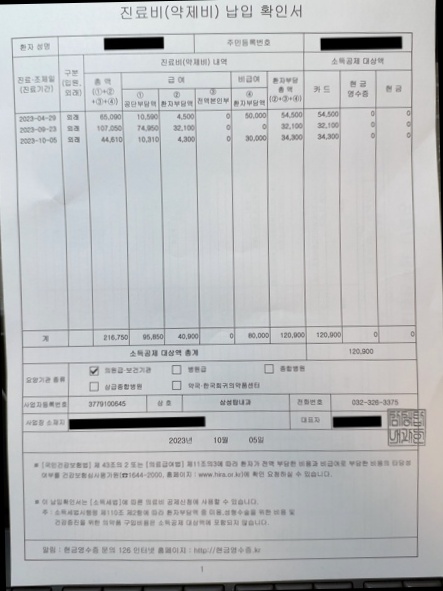 진료비(약제비) 납입 확인서
환자 성명 주민등록번호
진료·조제일 (진료기간) 구분 (입원, 외래) 진료비(약제비) 내역 소득공제 대상액
총 액 (①+② +③+④) 급 여 비급여 환자부담 총 액 (②+③+④) 카 드 현 금 영수증 현 금
① 공단부담액 ② 환자부담액 ③ 전액본인부 ④ 환자부담액
2023-04-29 외래 65,090 10,590 4,500 0 50,000 54,500 54,500 0 0
2023-09-23 외래 107,050 74,950 32,100 0 0 32,100 32,100 0 0
2023-10-05 외래 44,610 10,310 4,300 0 30,000 34,300 34,300 0 0
계 216,750 95,850 40,900 0 80,000 120,900 120,900 0 0
소득공제 대상액 총계 120,900
요양기관 종류 의원급·보건기관 병원급 종합병원
상급종합병원 약국·한국희귀의약품센터
사업자등록번호 3779100645 상 호 삼성탑내과 전화번호 032-326-3375
사업장 소재지 대표자
2023년 10월 05일
※ [국민건강보험법] 제 43조의 2 또는 [의료급여법] 제11조의3에 따라 환자가 전액 부담한 비용과 비급여로 부담한 비용의 타당성
여부를 건강보험심사평가원(☎1644-2000, 홈페이지 : www.hira.or.kr)에 확인 요청하실 수 있습니다.
※ 이 납입확인서는 [소득세법]에 따른 의료비 공제신청에 사용할 수 있습니다.
주 : 소득세법시행령 제110조 제2항에 따라 환자부담액 중 미용,성형수술을 위한 비용 및
건강증진을 위한 의약품 구입비용은 소득공제 대상액에 포함되지 않습니다.
알림 : 현금영수증 문의 126 인터넷 홈페이지 : http://현금영수증.kr
1